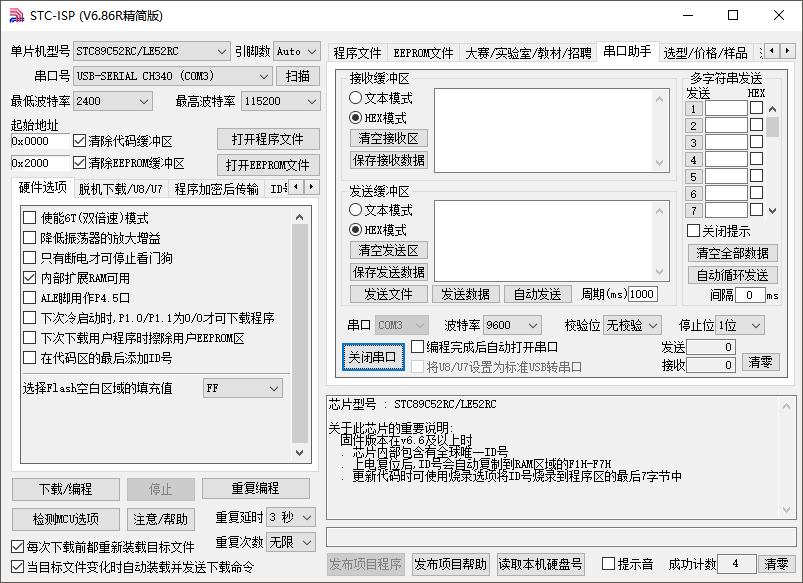 STC-ISP (V6.86R精简版)
单片机型号 STC89C52RC/LE52RC 引脚数 Auto
串口号 USB-SERIAL CH340 (COM3) 扫描
最低波特率 2400 最高波特率 115200
起始地址
0x0000 清除代码缓冲区 打开程序文件
0x2000 清除EEPROM缓冲区 打开EEPROM文件
硬件选项 脱机下载/U8/U7 程序加密后传输
使能6T(双倍速)模式
降低振荡器的放大增益
只有断电才可停止看门狗
内部扩展RAM可用
ALE脚用作P4.5口
下次冷启动时,P1.0/P1.1为0/0才可下载程序
下次下载用户程序时擦除用户EEPROM区
在代码区的最后添加ID号
选择Flash空白区域的填充值 FF
下载/编程 停止 重复编程
检测MCU选项 注意/帮助 重复延时 3 秒
重复次数 无限
每次下载前都重新装载目标文件
当目标文件变化时自动装载并发送下载命令
程序文件 EEPROM文件 大赛/实验室/教材/招聘 串口助手 选型/价格/样品
接收缓冲区
文本模式
HEX模式
清空接收区
保存接收数据
发送缓冲区
文本模式
HEX模式
清空发送区
保存发送数据
发送文件 发送数据 自动发送 周期(ms) 1000
多字符串发送
发送 HEX
1
2
3
4
5
6
7
关闭提示
清空全部数据
自动循环发送
间隔 0 ms
串口 COM3 波特率 9600 校验位 无校验 停止位 1位
关闭串口 编程完成后自动打开串口 发送 0
将U8/U7设置为标准USB转串口 接收 0 清零
芯片型号 : STC89C52RC/LE52RC
关于此芯片的重要说明:
固件版本在v6.6及以上时
. 芯片内部包含有全球唯一ID号
. 上电复位后,ID号会自动复制到RAM区域的F1H-F7H
. 更新代码时可使用烧录选项将ID号烧录到程序区的最后7字节中
发布项目程序 发布项目帮助 读取本机硬盘号 提示音 成功计数 4 清零